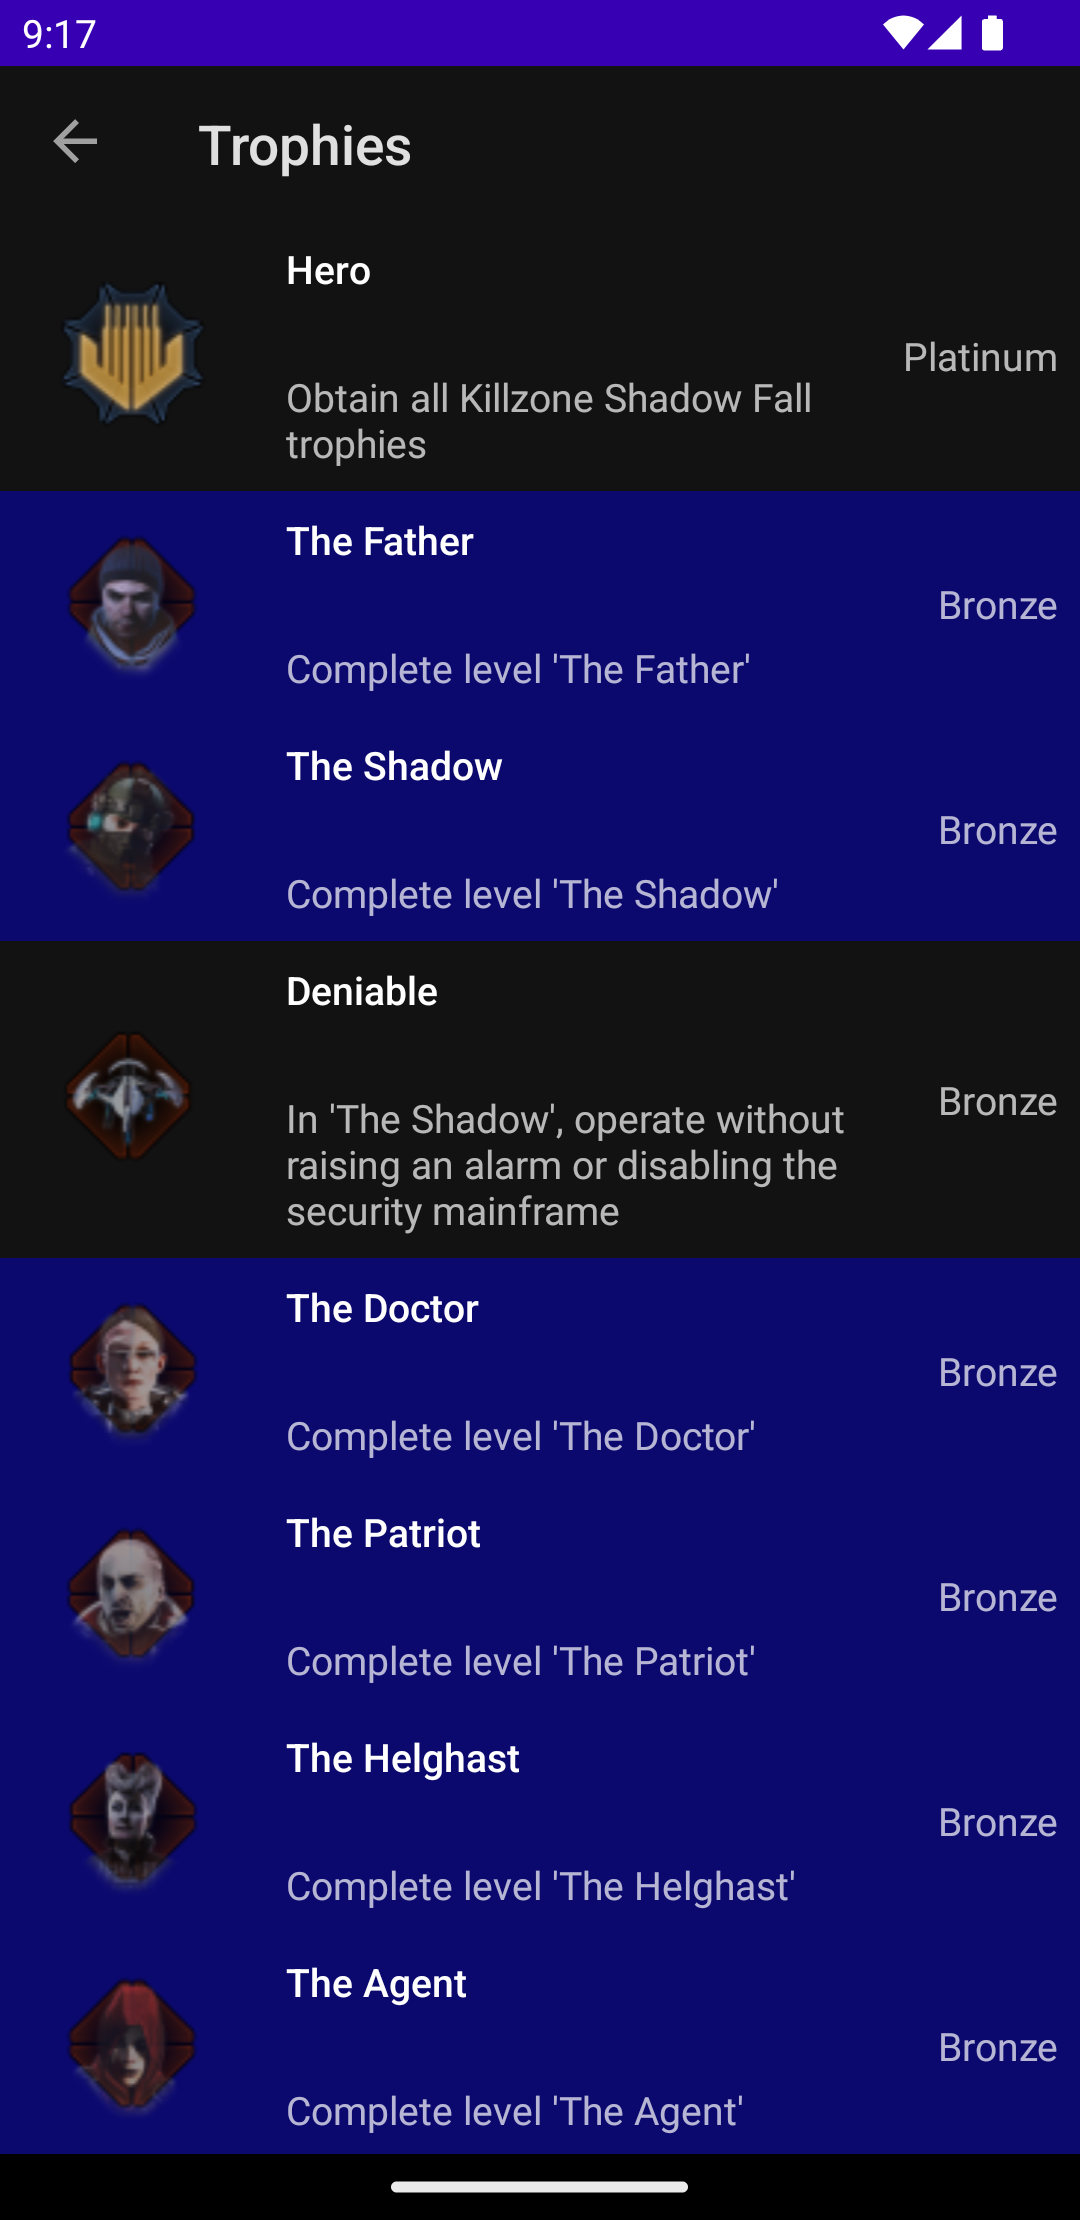 9:17
Trophies
Hero
Platinum
Obtain all Killzone Shadow Fall
trophies
The Father
Bronze
Complete level 'The Father'
The Shadow
Bronze
Complete level 'The Shadow'
Deniable
Bronze
In 'The Shadow', operate without
raising an alarm or disabling the
security mainframe
The Doctor
Bronze
Complete level 'The Doctor'
The Patriot
Bronze
Complete level 'The Patriot'
The Helghast
Bronze
Complete level 'The Helghast'
The Agent
Bronze
Complete level 'The Agent'